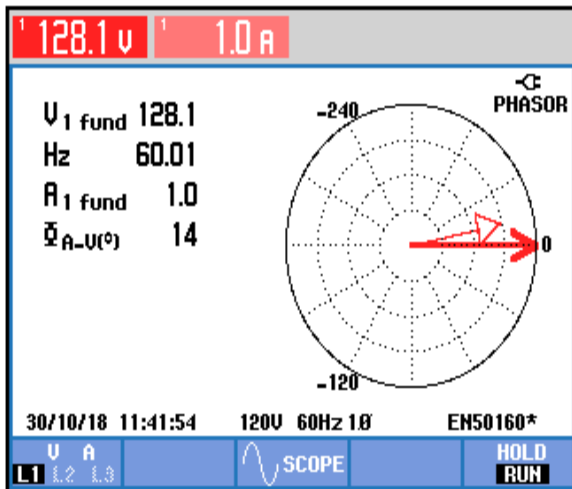 1 128.1 V 1 1.0 A
PHASOR
V1 fund 128.1
Hz 60.01
A1 fund 1.0
Φ A-V(°) 14
-240
0
-120
30/10/18 11:41:54 120V 60Hz 1Ø EN50160*
V A
L1 L2 L3
SCOPE
HOLD
RUN